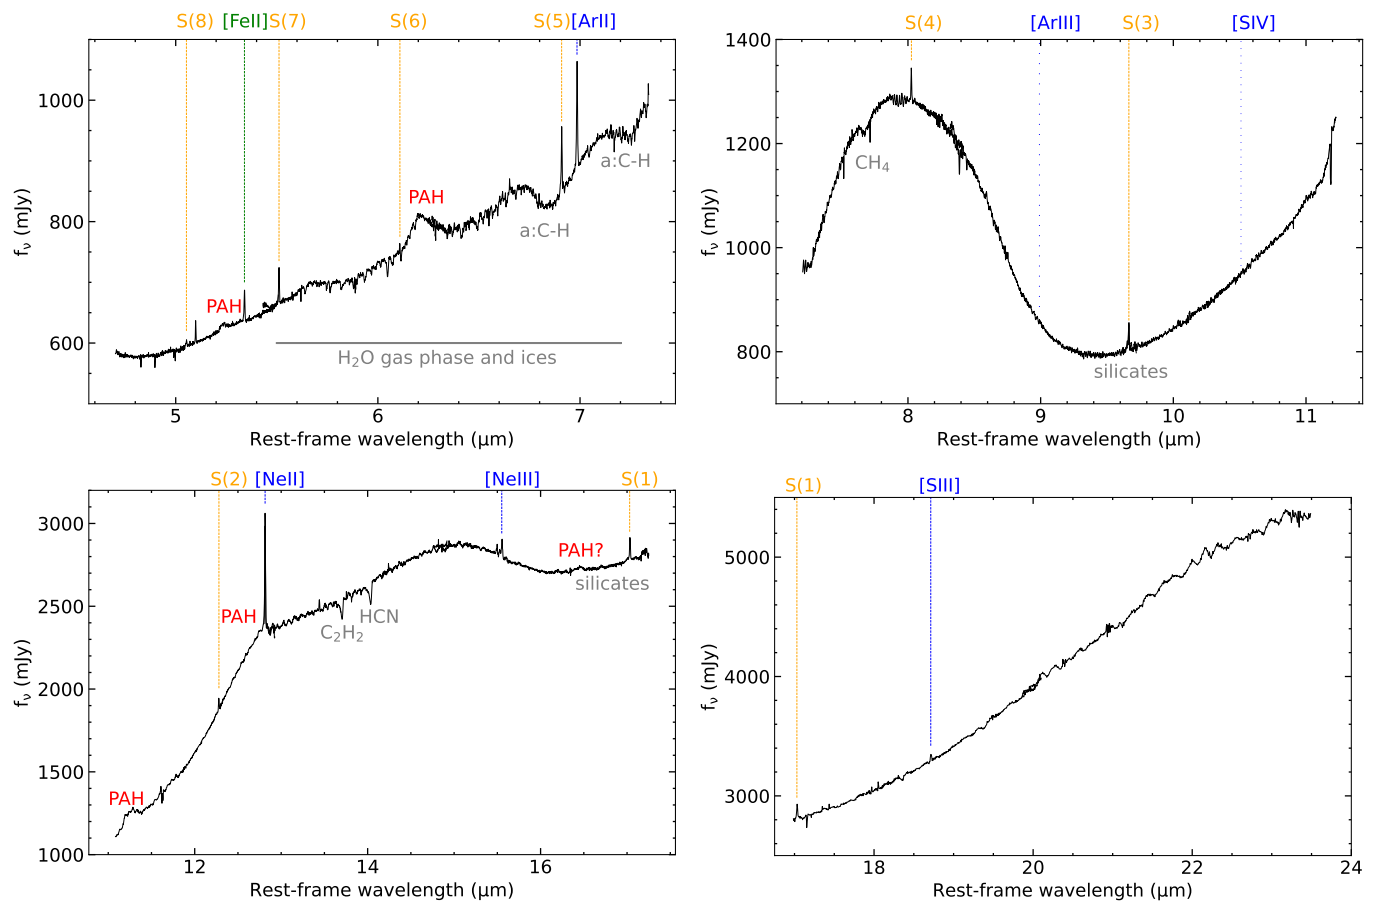 S(8) [FeII] S(7) S(6) S(5) [ArII]
1000
800
600
fν (mJy)
PAH
PAH
a:C-H
a:C-H
H₂O gas phase and ices
5 6 7
Rest-frame wavelength (μm)
S(4) [ArIII] S(3) [SIV]
1400
1200
1000
800
fν (mJy)
CH₄
silicates
8 9 10 11
Rest-frame wavelength (μm)
S(2) [NeII] [NeIII] S(1)
3000
2500
2000
1500
1000
fν (mJy)
PAH?
silicates
PAH
HCN
C₂H₂
PAH
12 14 16
Rest-frame wavelength (μm)
S(1) [SIII]
5000
4000
3000
fν (mJy)
18 20 22 24
Rest-frame wavelength (μm)